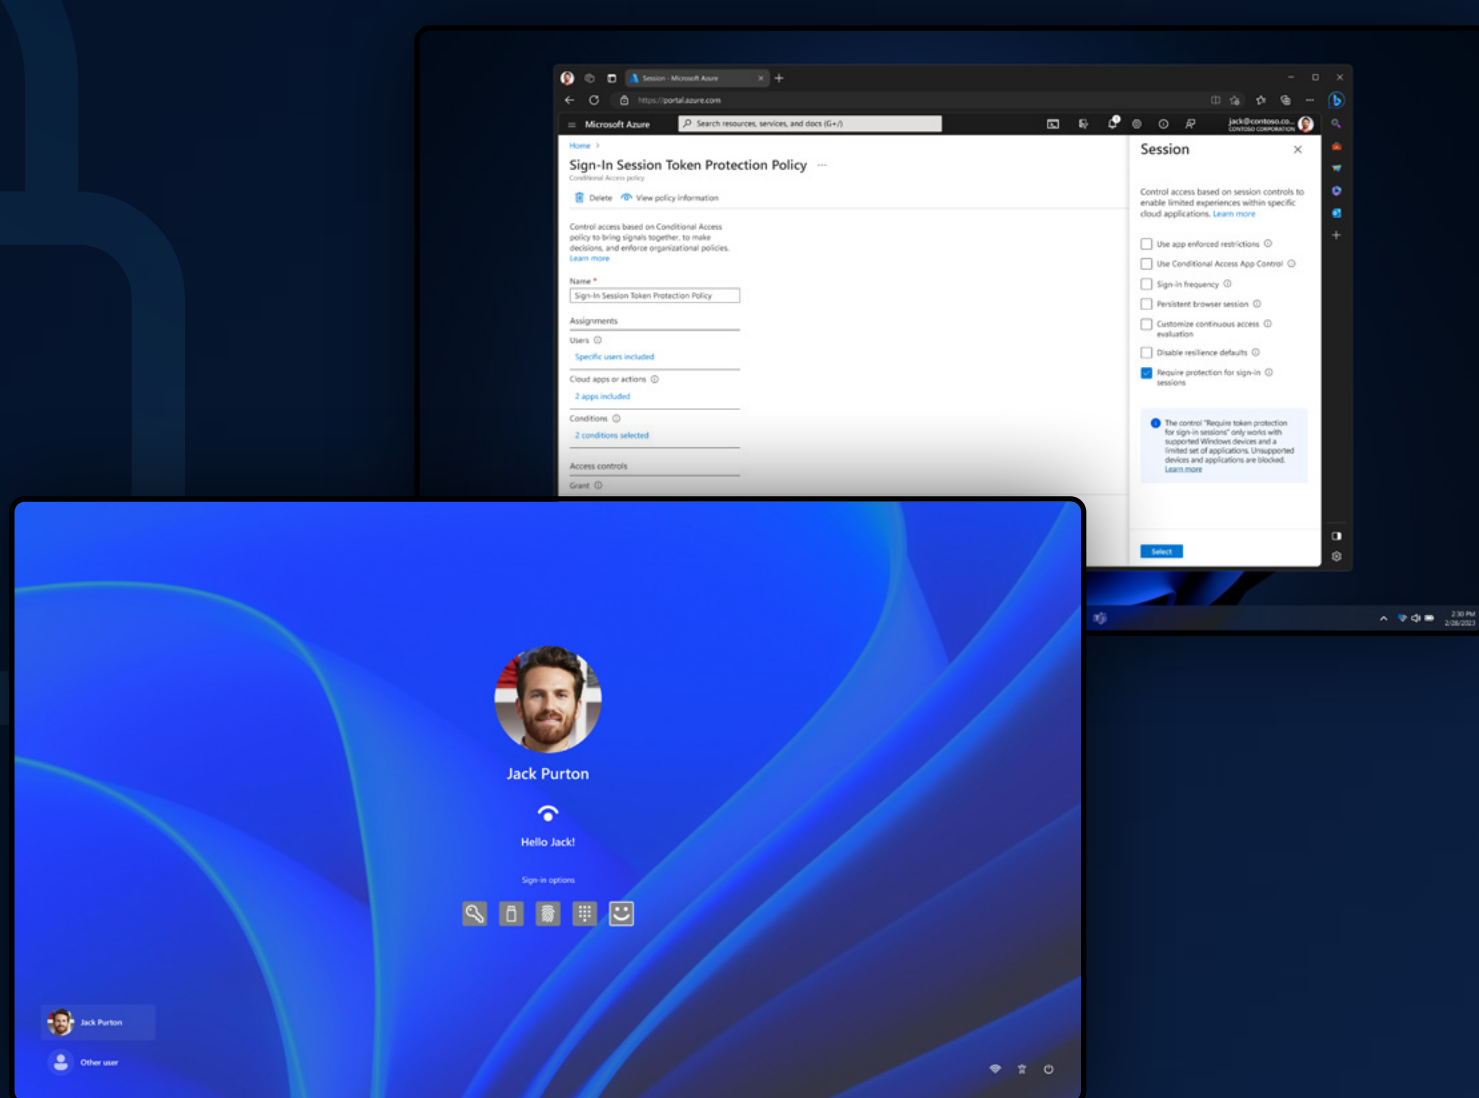 Session - Microsoft Azure
https://portal.azure.com
Microsoft Azure
Search resources, services, and docs (G+/)
jack@contoso.co...
CONTOSO CORPORATION
Home >
Sign-In Session Token Protection Policy ...
Conditional Access policy
Delete
View policy information
Control access based on Conditional Access
policy to bring signals together, to make
decisions, and enforce organizational policies.
Learn more
Name *
Sign-In Session Token Protection Policy
Assignments
Users
Specific users included
Cloud apps or actions
2 apps included
Conditions
2 conditions selected
Access controls
Grant
Session
Control access based on session controls to
enable limited experiences within specific
cloud applications. Learn more
Use app enforced restrictions
Use Conditional Access App Control
Sign-in frequency
Persistent browser session
Customize continuous access
evaluation
Disable resilience defaults
Require protection for sign-in
sessions
The control "Require token protection
for sign-in sessions" only works with
supported Windows devices and a
limited set of applications. Unsupported
devices and applications are blocked.
Learn more
Select
2:30 PM
2/28/2023
Jack Purton
Hello Jack!
Sign-in options
Jack Purton
Other user